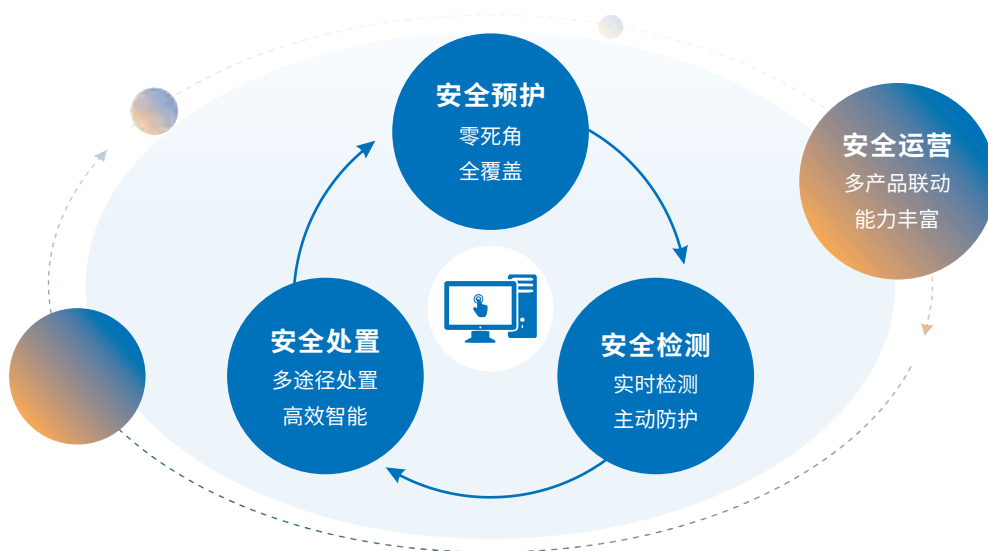 安全预护
零死角
全覆盖
安全运营
多产品联动
能力丰富
安全处置
多途径处置
高效智能
安全检测
实时检测
主动防护